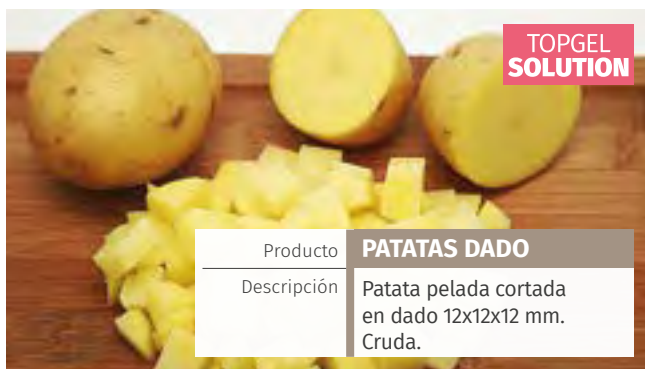 TOPGEL
SOLUTION
Producto
PATATAS DADO
Descripción
Patata pelada cortada
en dado 12x12x12 mm.
Cruda.